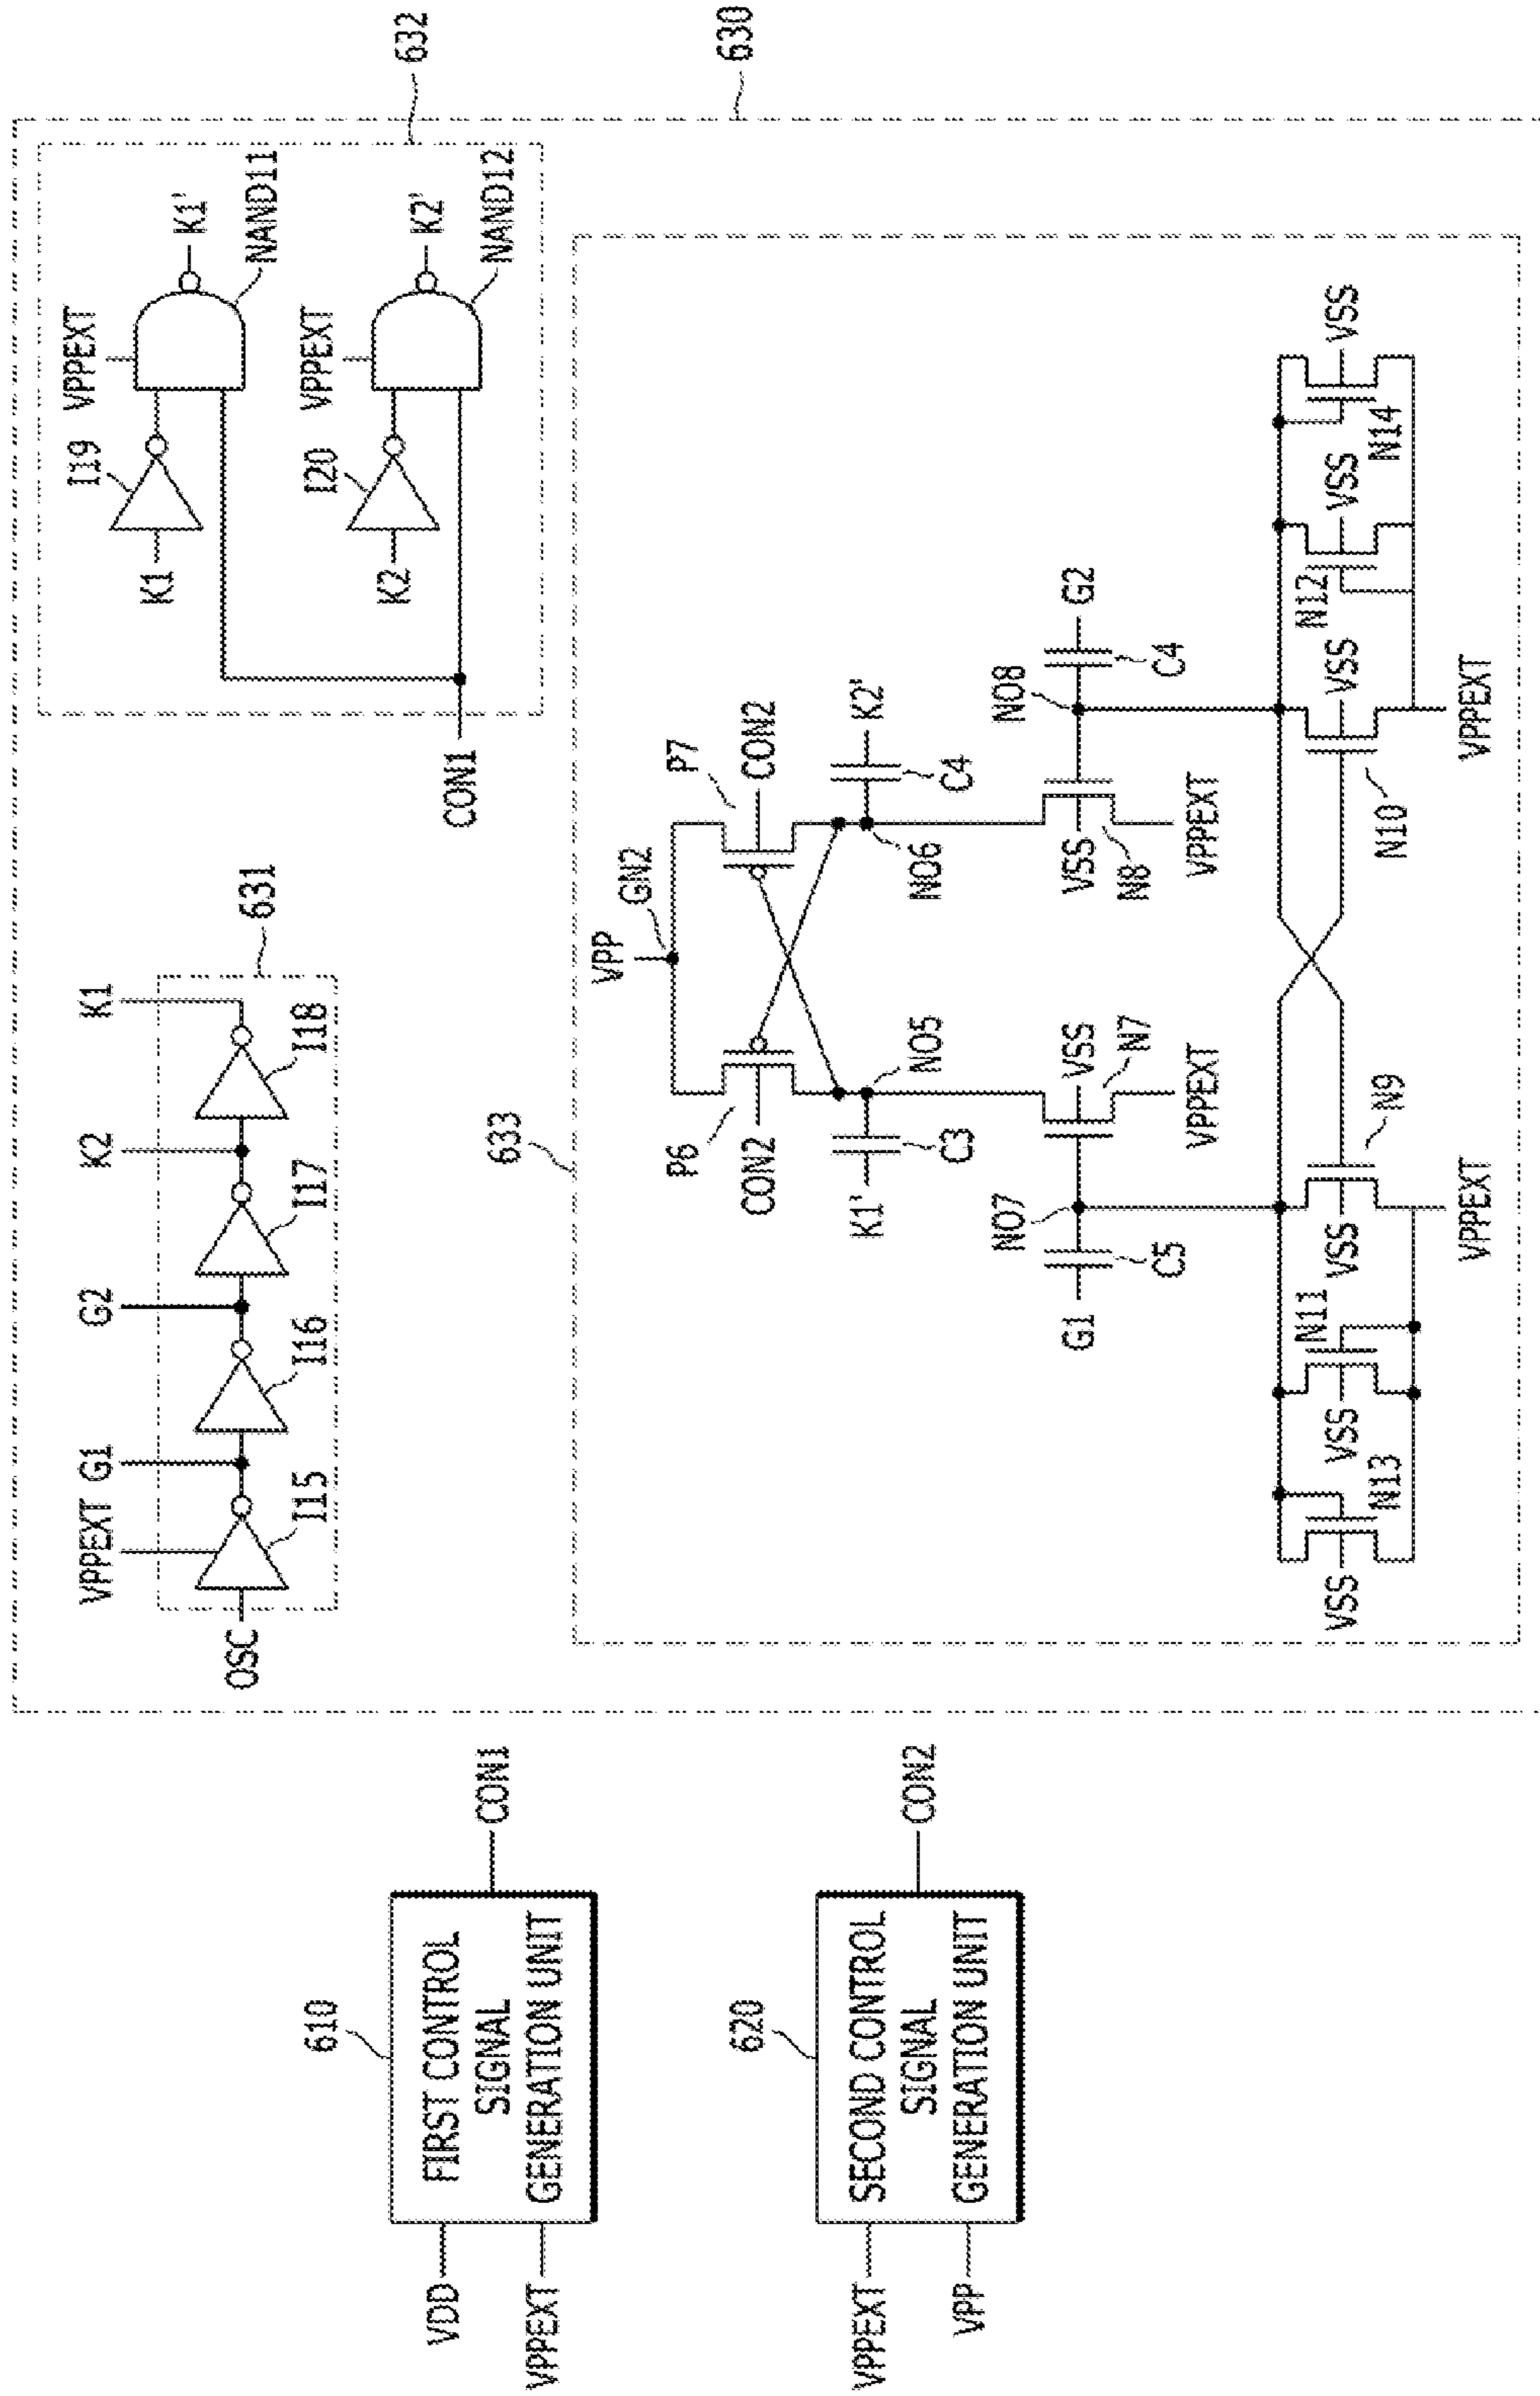 630
632
VPPEXT
I19
K1
K1'
NAND11
VPPEXT
I20
K2
K2'
NAND12
CON1
631
VPPEXT
G1
G2
K2
K1
OSC
I15
I16
I17
I18
633
VPP
GN2
P6
P7
CON2
CON2
K1'
C3
NO5
NO6
C4
K2'
NO7
NO8
G1
C5
VSS
N7
VPPEXT
VSS
N8
VPPEXT
C4
G2
VSS
N13
VSS
N11
VSS
N9
VPPEXT
N10
VSS
VPPEXT
N12
VSS
N14
VSS
610
VDD
VPPEXT
FIRST CONTROL
SIGNAL
GENERATION UNIT
CON1
620
VPPEXT
VPP
SECOND CONTROL
SIGNAL
GENERATION UNIT
CON2